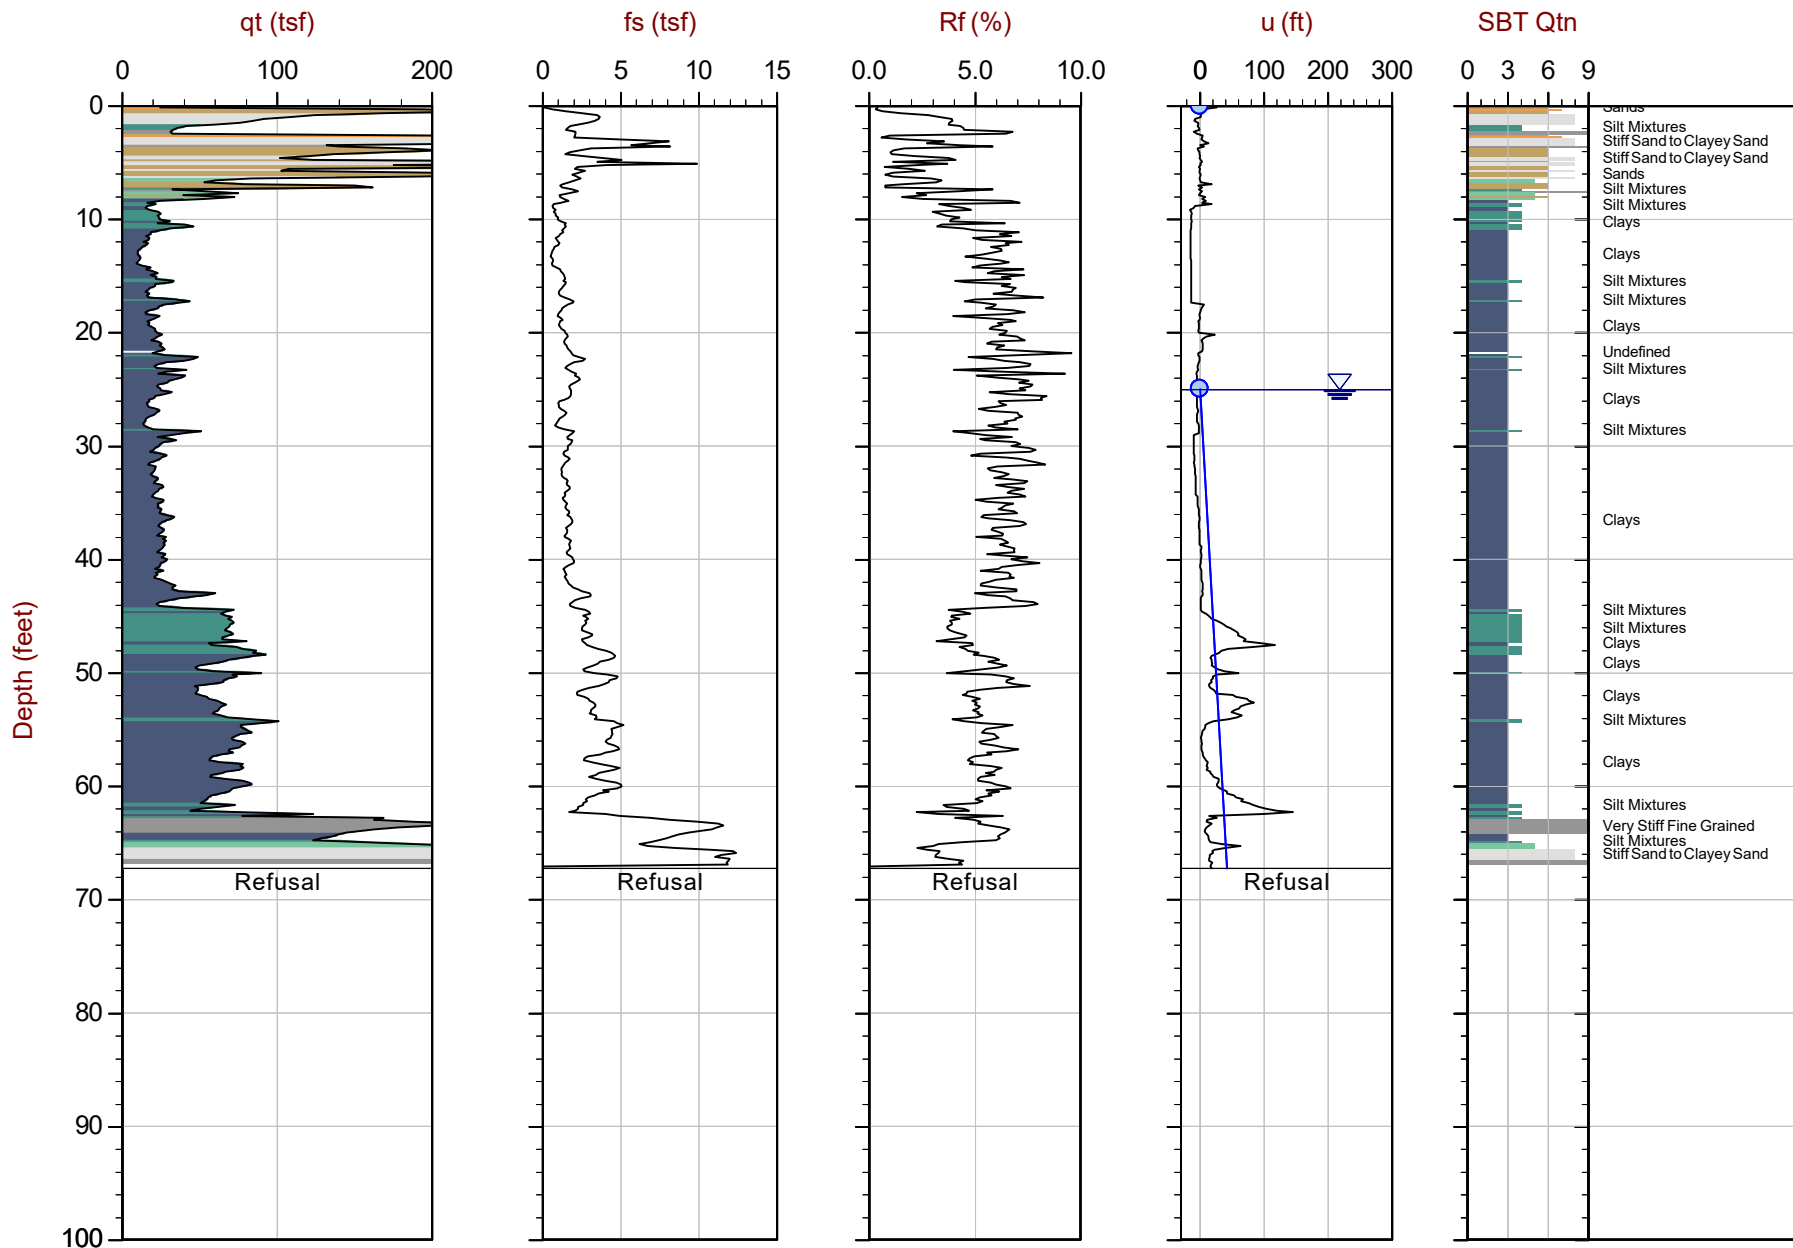 qt (tsf) fs (tsf) Rf (%) u (ft) SBT Qtn
0 100 200 0 5 10 15 0.0 5.0 10.0 0 100 200 300 0 3 6 9
Depth (feet)
0
10
20
30
40
50
60
70
80
90
100
Sands
Silt Mixtures
Stiff Sand to Clayey Sand
Stiff Sand to Clayey Sand
Sands
Silt Mixtures
Silt Mixtures
Clays
Clays
Silt Mixtures
Silt Mixtures
Clays
Undefined
Silt Mixtures
Clays
Silt Mixtures
Clays
Silt Mixtures
Silt Mixtures
Clays
Clays
Clays
Silt Mixtures
Clays
Silt Mixtures
Very Stiff Fine Grained
Silt Mixtures
Stiff Sand to Clayey Sand
Refusal Refusal Refusal Refusal